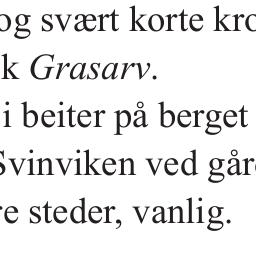 og svært korte kro
k Grasarv.
i beiter på berget
Svinviken ved går
re steder, vanlig.